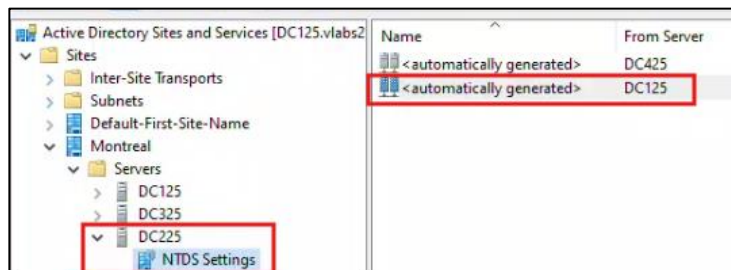 Active Directory Sites and Services [DC125.vlabs2
Sites
Inter-Site Transports
Subnets
Default-First-Site-Name
Montreal
Servers
DC125
DC325
DC225
NTDS Settings
Name From Server
<automatically generated> DC425
<automatically generated> DC125